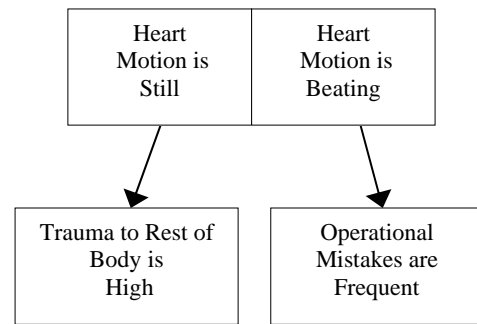 Heart
Motion is
Still
Heart
Motion is
Beating
Trauma to Rest of
Body is
High
Operational
Mistakes are
Frequent